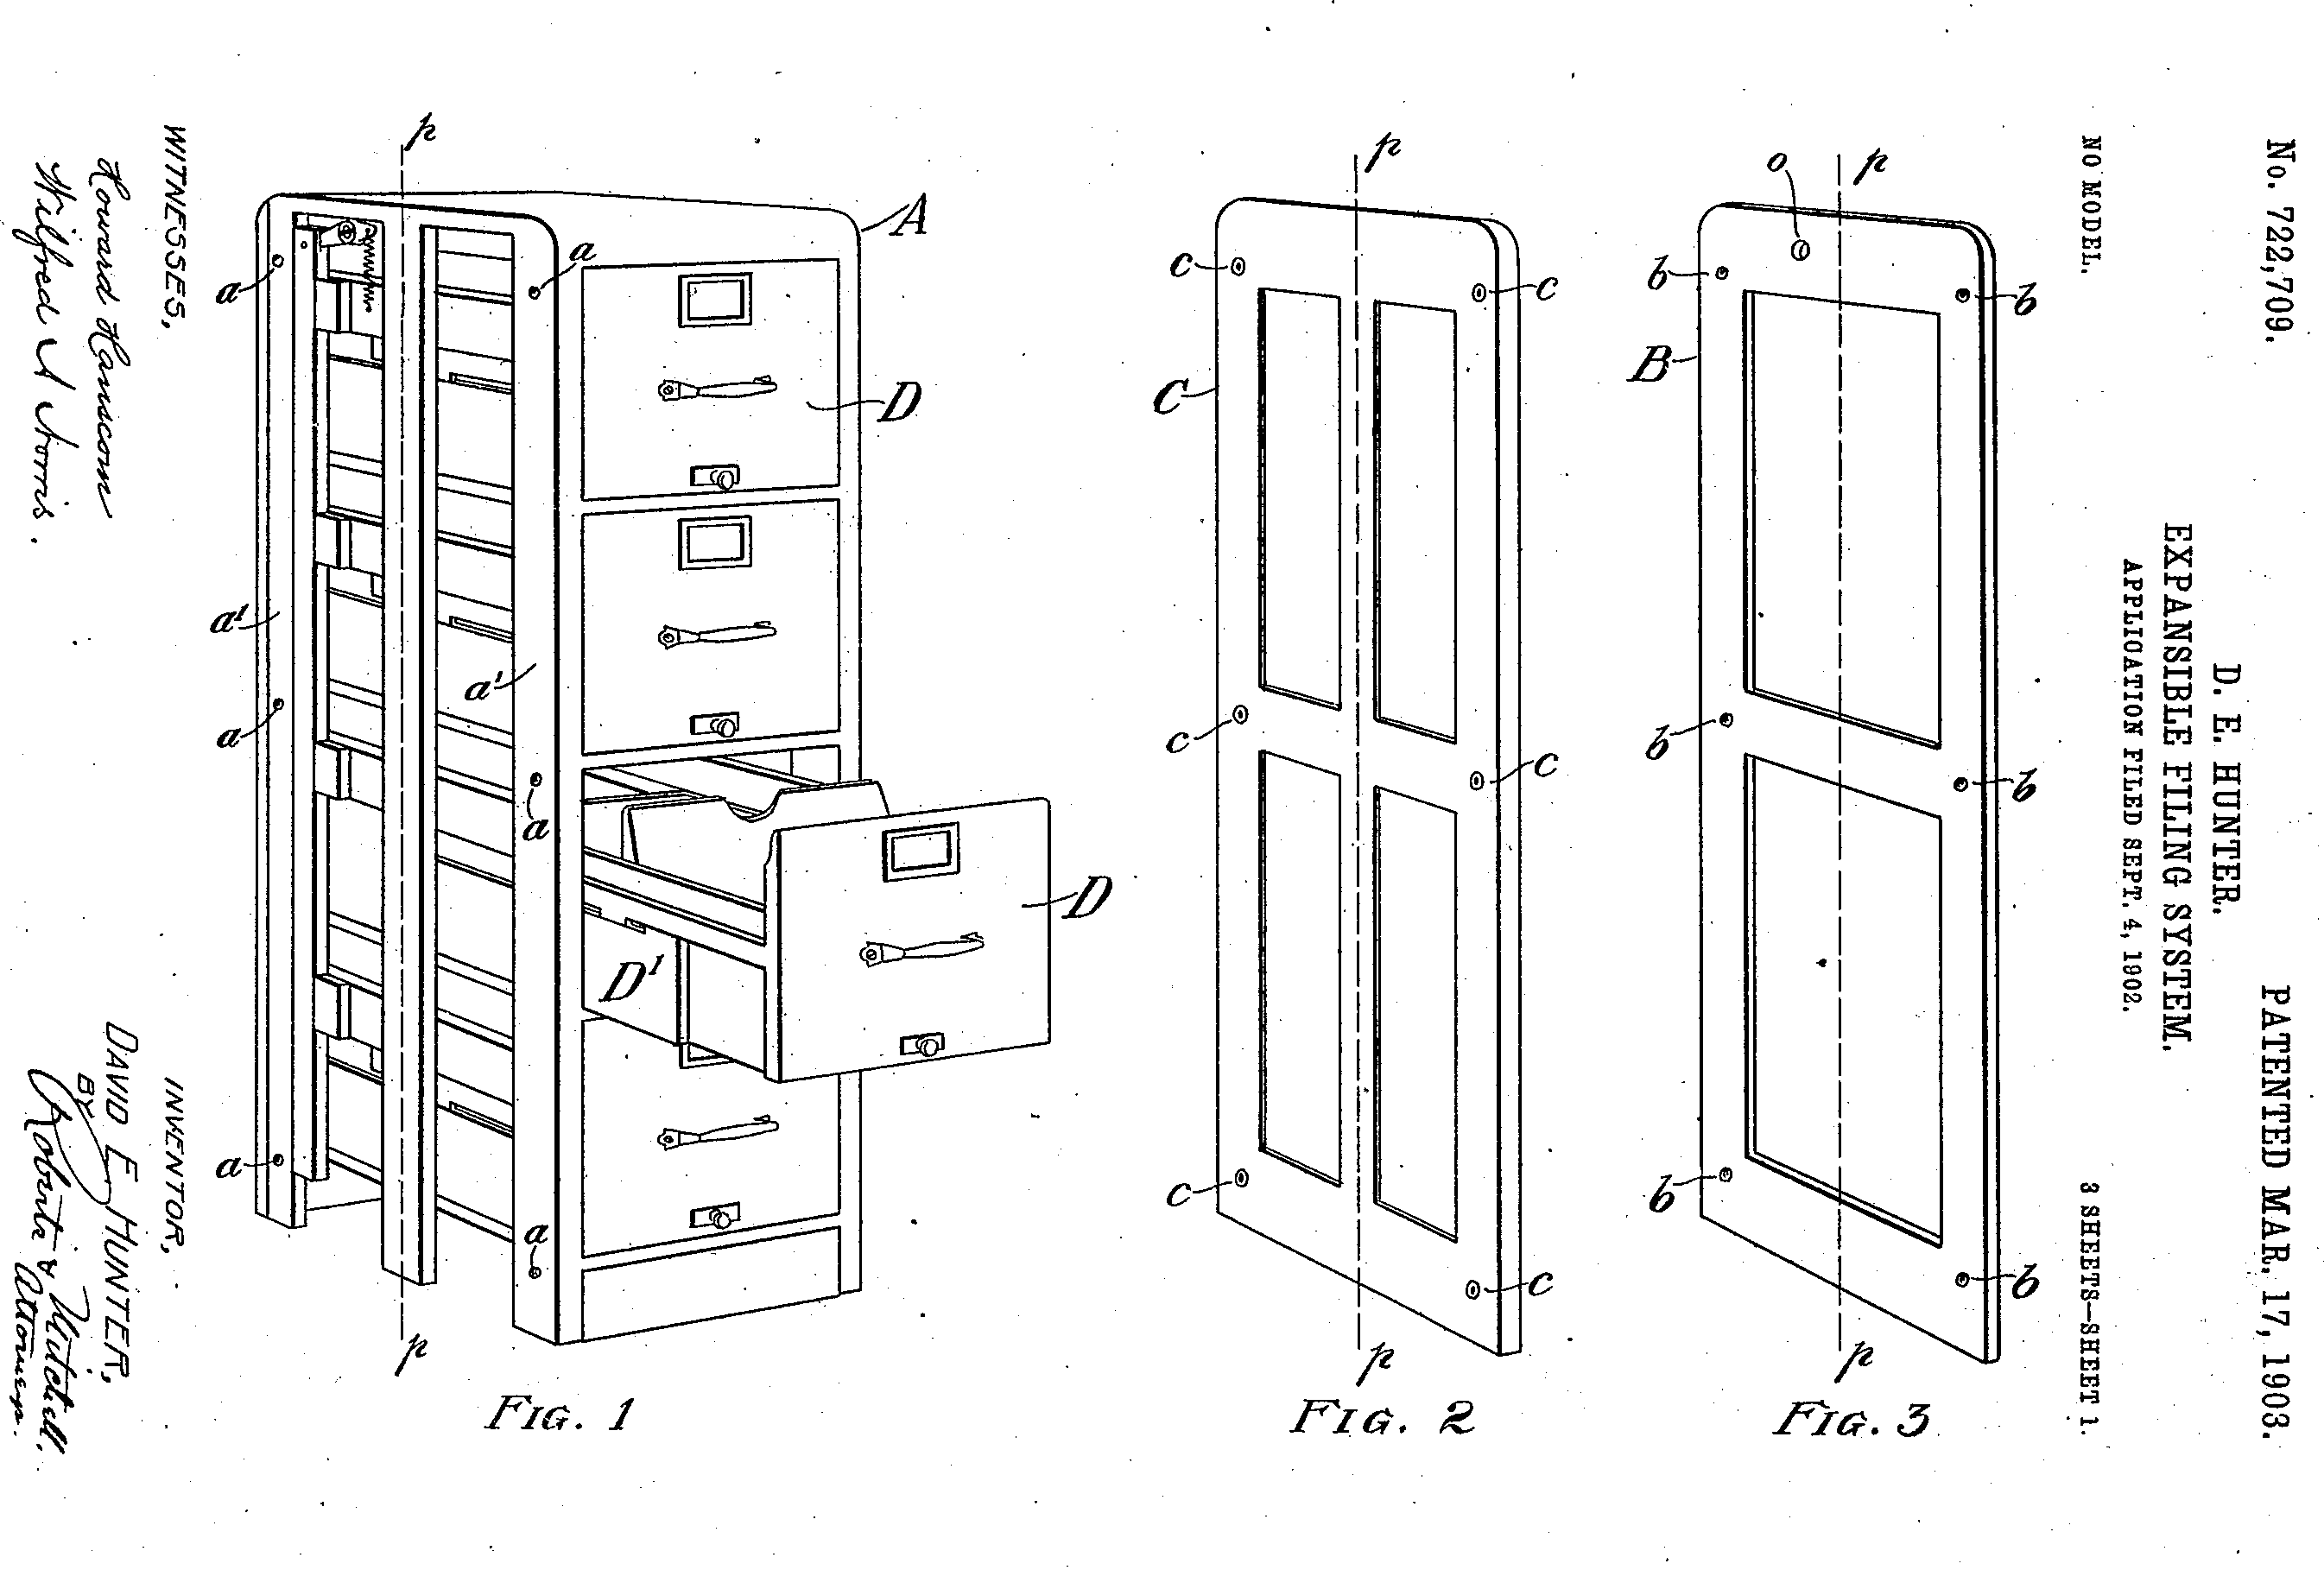 No. 722,709.
PATENTED MAR. 17, 1903.
D. E. HUNTER.
EXPANSIBLE FILING SYSTEM.
APPLICATION FILED SEPT. 4, 1902.
NO MODEL.
3 SHEETS—SHEET 1.
p
p
p
A
a
a
o
c
c
b
b
B
C
D
a'
a'
c
c
b
b
a
a
D
D'
a
a
c
c
b
b
p
p
p
FIG. 1
FIG. 2
FIG. 3
WITNESSES,
Howard Hanscom
Wilfred A Norris.
INVENTOR,
DAVID E HUNTER,
BY
Roberts & Mitchell.
Attorneys.